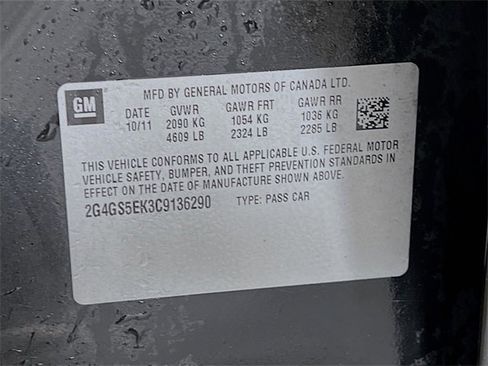 MFD BY GENERAL MOTORS OF CANADA LTD.
GM
DATE GVWR GAWR FRT GAWR RR
10/11 2090 KG 1054 KG 1036 KG
4609 LB 2324 LB 2285 LB
THIS VEHICLE CONFORMS TO ALL APPLICABLE U.S. FEDERAL MOTOR
VEHICLE SAFETY, BUMPER, AND THEFT PREVENTION STANDARDS IN
EFFECT ON THE DATE OF MANUFACTURE SHOWN ABOVE.
2G4GS5EK3C9136290 TYPE: PASS CAR